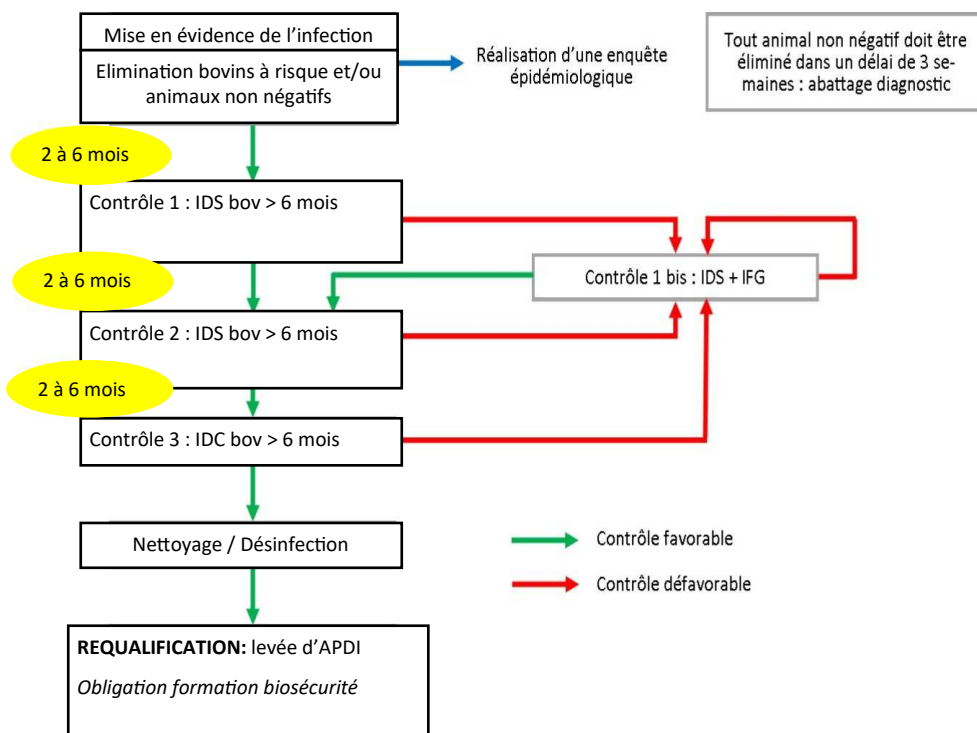 Mise en évidence de l'infection
Elimination bovins à risque et/ou
animaux non négatifs
Réalisation d'une enquête
épidémiologique
Tout animal non négatif doit être
éliminé dans un délai de 3 se-
maines : abattage diagnostic
2 à 6 mois
Contrôle 1 : IDS bov > 6 mois
2 à 6 mois
Contrôle 1 bis : IDS + IFG
Contrôle 2 : IDS bov > 6 mois
2 à 6 mois
Contrôle 3 : IDC bov > 6 mois
Nettoyage / Désinfection
Contrôle favorable
Contrôle défavorable
REQUALIFICATION: levée d'APDI
Obligation formation biosécurité